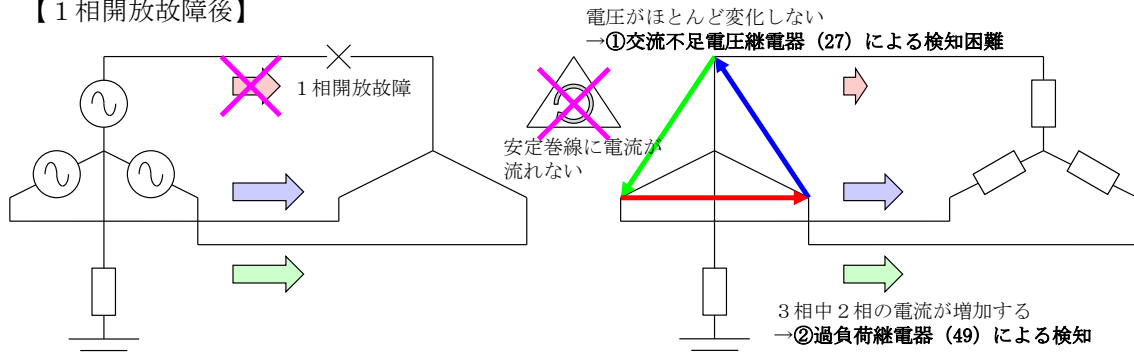 【1相開放故障後】
電圧がほとんど変化しない
→①交流不足電圧継電器（27）による検知困難
1相開放故障
安定巻線に電流が
流れない
3相中2相の電流が増加する
→②過負荷継電器（49）による検知